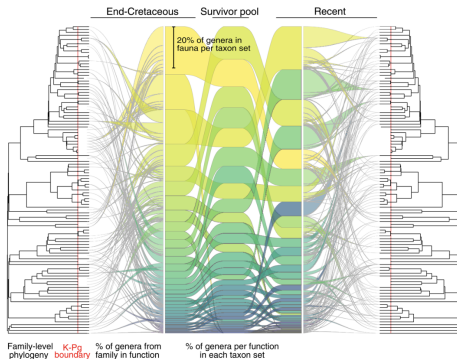 End-Cretaceous Survivor pool Recent
20% of genera in
fauna per taxon set
Family-level
phylogeny
K-Pg
boundary
% of genera from
family in function
% of genera per function
in each taxon set